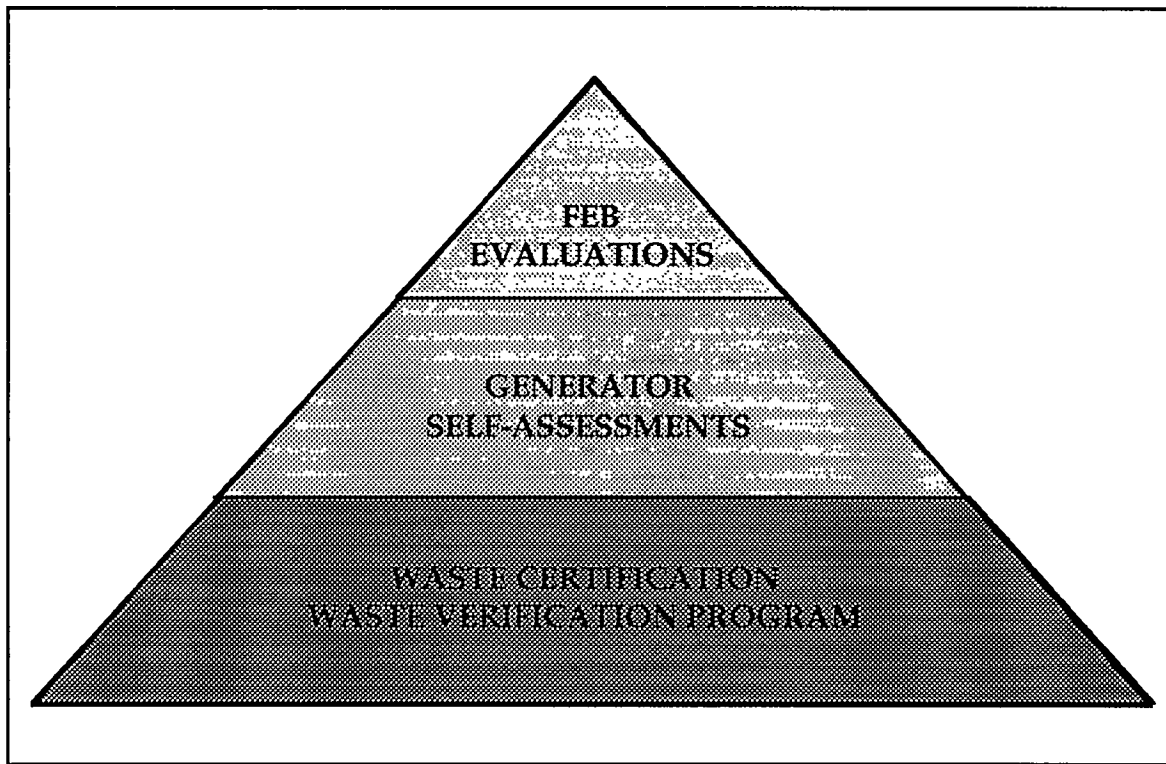 FEB
EVALUATIONS
GENERATOR
SELF-ASSESSMENTS
WASTE CERTIFICATION
WASTE VERIFICATION PROGRAM